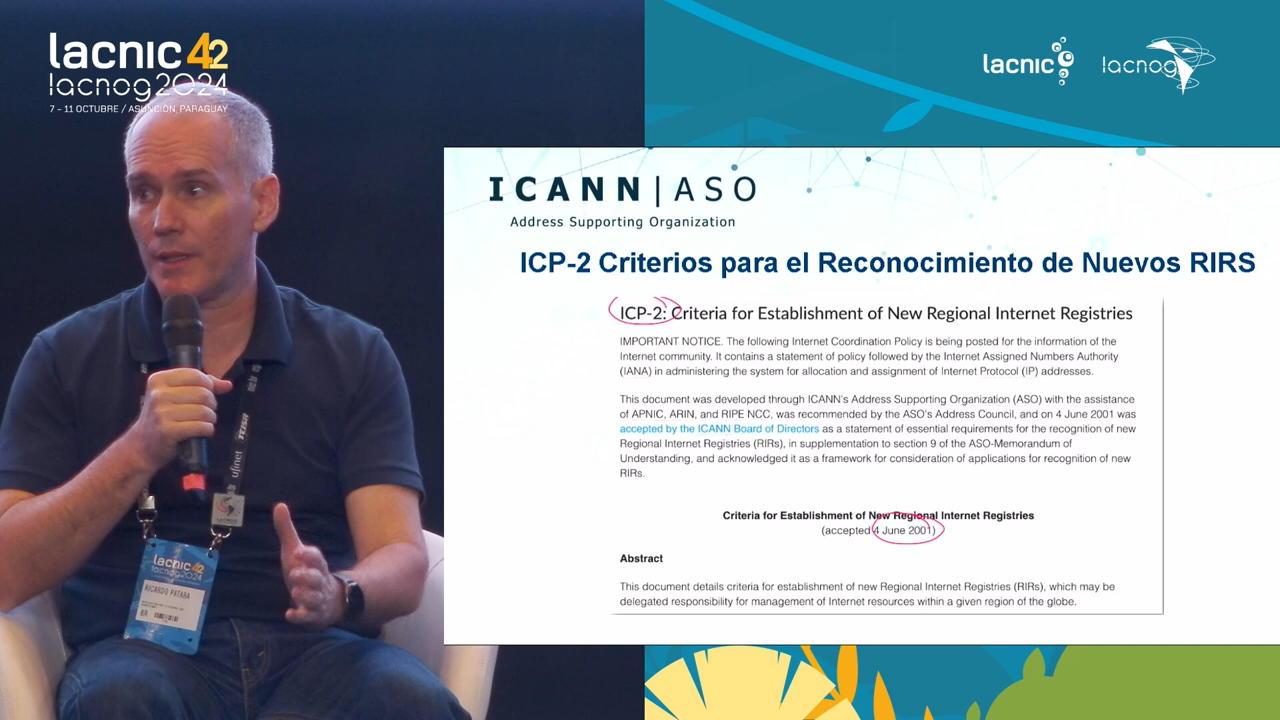 lacnic 42
lacnog 2024
7 - 11 OCTUBRE / ASUNCIÓN, PARAGUAY
lacnic
lacnog
ICANN|ASO
Address Supporting Organization
ICP-2 Criterios para el Reconocimiento de Nuevos RIRS
ICP-2: Criteria for Establishment of New Regional Internet Registries
IMPORTANT NOTICE. The following Internet Coordination Policy is being posted for the information of the
Internet community. It contains a statement of policy followed by the Internet Assigned Numbers Authority
(IANA) in administering the system for allocation and assignment of Internet Protocol (IP) addresses.
This document was developed through ICANN's Address Supporting Organization (ASO) with the assistance
of APNIC, ARIN, and RIPE NCC, was recommended by the ASO's Address Council, and on 4 June 2001 was
accepted by the ICANN Board of Directors as a statement of essential requirements for the recognition of new
Regional Internet Registries (RIRs), in supplementation to section 9 of the ASO-Memorandum of
Understanding, and acknowledged it as a framework for consideration of applications for recognition of new
RIRs.
Criteria for Establishment of New Regional Internet Registries
(accepted 4 June 2001)
Abstract
This document details criteria for establishment of new Regional Internet Registries (RIRs), which may be
delegated responsibility for management of Internet resources within a given region of the globe.
ufinet
LACNOG
lacnic 42
lacnog 2024
RICARDO PATARA
BR